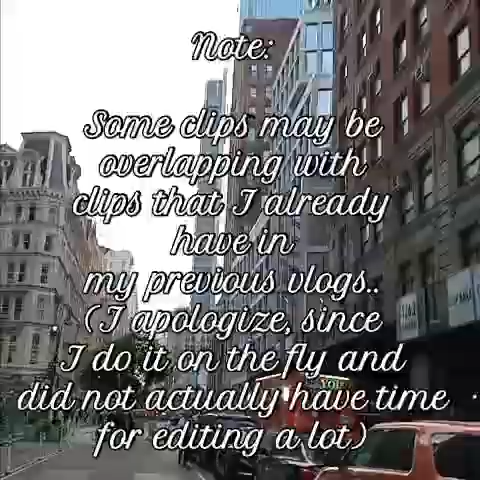 Note:
Some clips may be
overlapping with
clips that I already
have in
my previous vlogs..
(I apologize, since
I do it on the fly and
did not actually have time
for editing a lot)